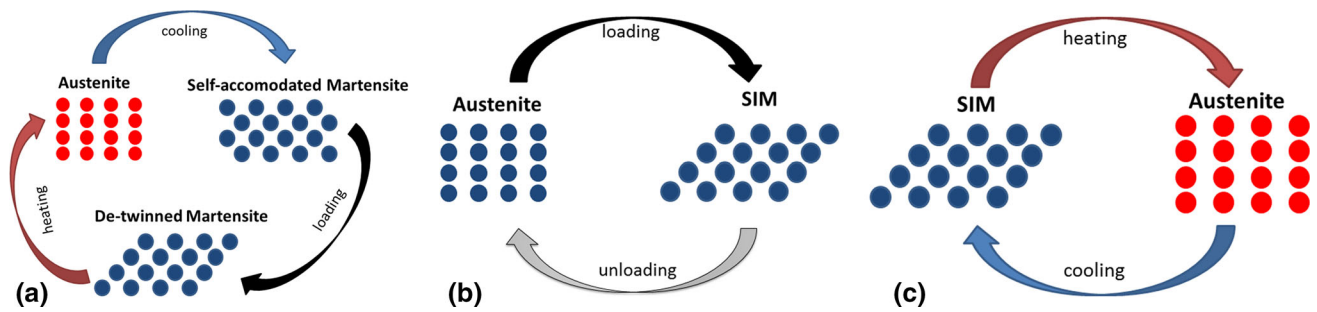 cooling
Austenite
Self-accomodated Martensite
heating
loading
De-twinned Martensite
(a)
loading
Austenite
SIM
unloading
(b)
heating
SIM
Austenite
cooling
(c)